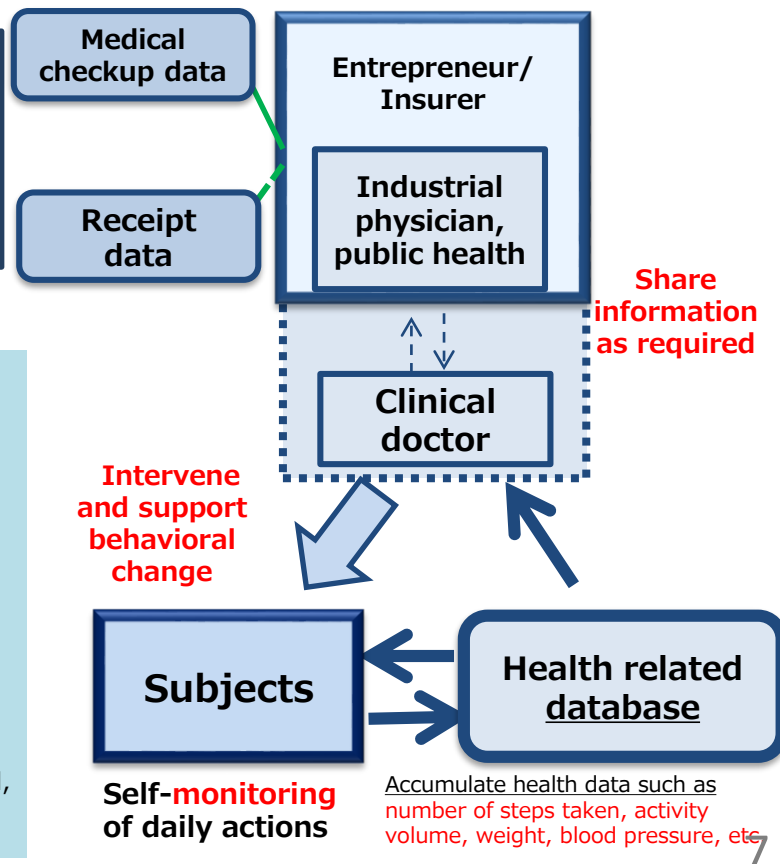 Medical
checkup data
Entrepreneur/
Insurer
Industrial
physician,
public health
Receipt
data
Share
information
as required
Clinical
doctor
Intervene
and support
behavioral
change
Subjects
Health related
database
,
Self-monitoring
of daily actions
Accumulate health data such as
number of steps taken, activity
volume, weight, blood pressure, etc
7